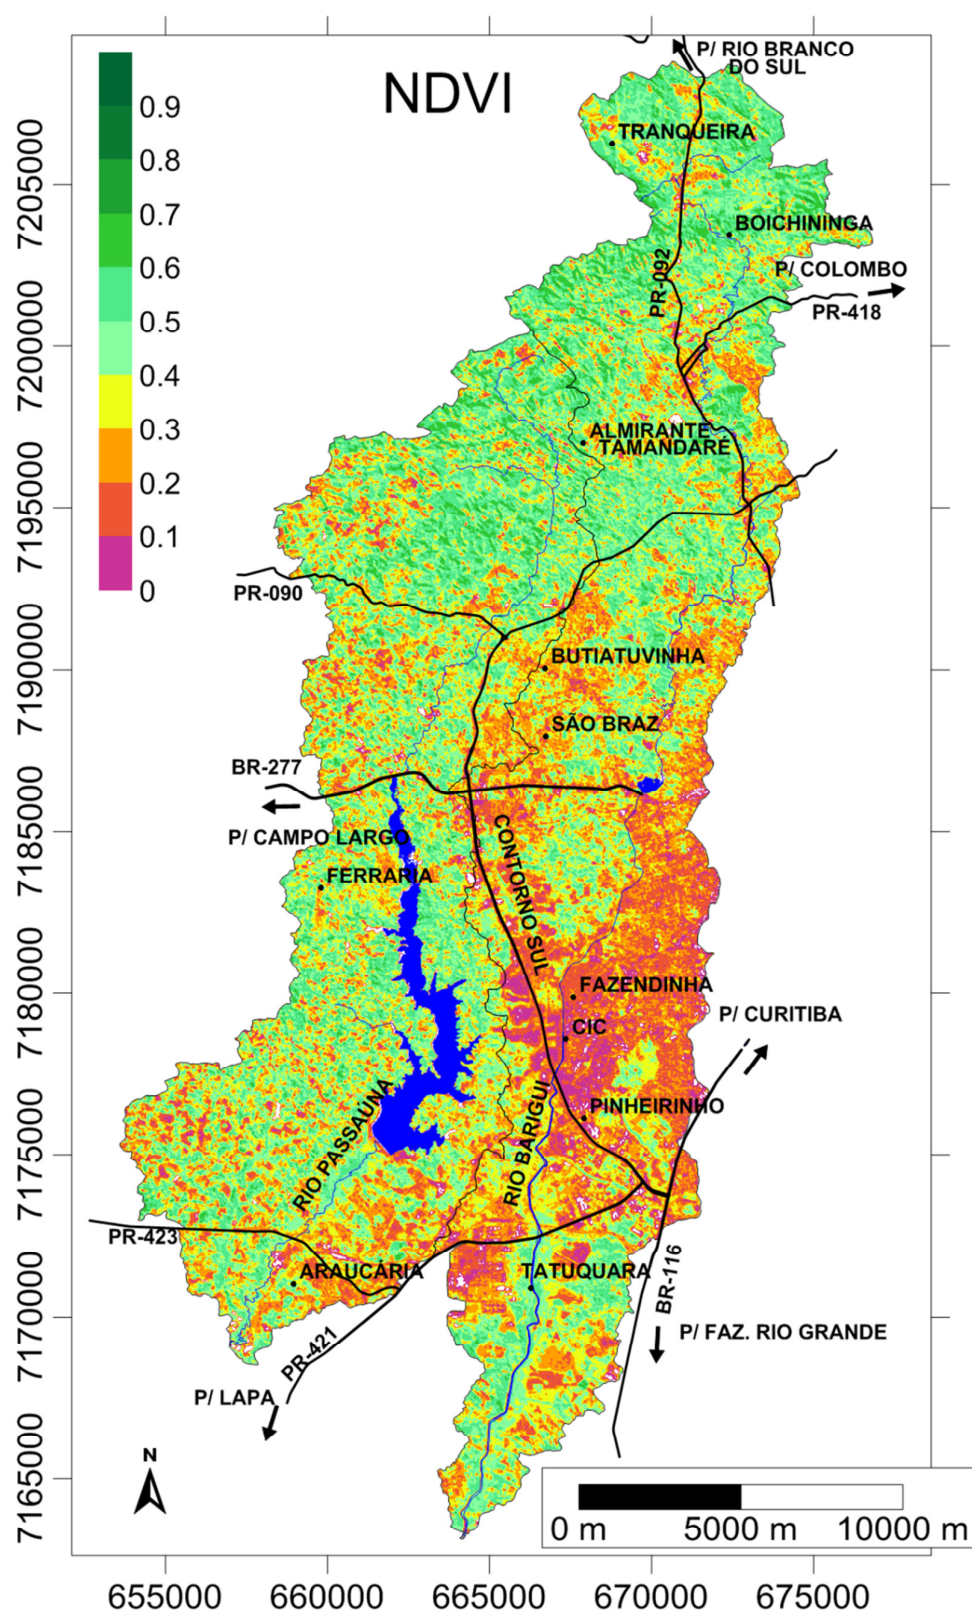 P/ RIO BRANCO
DO SUL
NDVI
0.9
0.8
0.7
0.6
0.5
0.4
0.3
0.2
0.1
0
TRANQUEIRA
BOICHININGA
P/ COLOMBO
PR-092
PR-418
ALMIRANTE
TAMANDARÉ
PR-090
BUTIATUVINHA
SÃO BRAZ
BR-277
P/ CAMPO LARGO
CONTORNO SUL
FERRARIA
FAZENDINHA
CIC
P/ CURITIBA
PINHEIRINHO
RIO PASSAÚNA
RIO BARIGUI
PR-423
ARAUCÁRIA
TATUQUARA
BR-116
P/ FAZ. RIO GRANDE
PR-421
P/ LAPA
N
0 m 5000 m 10000 m
7205000
7200000
7195000
7190000
7185000
7180000
7175000
7170000
7165000
655000 660000 665000 670000 675000